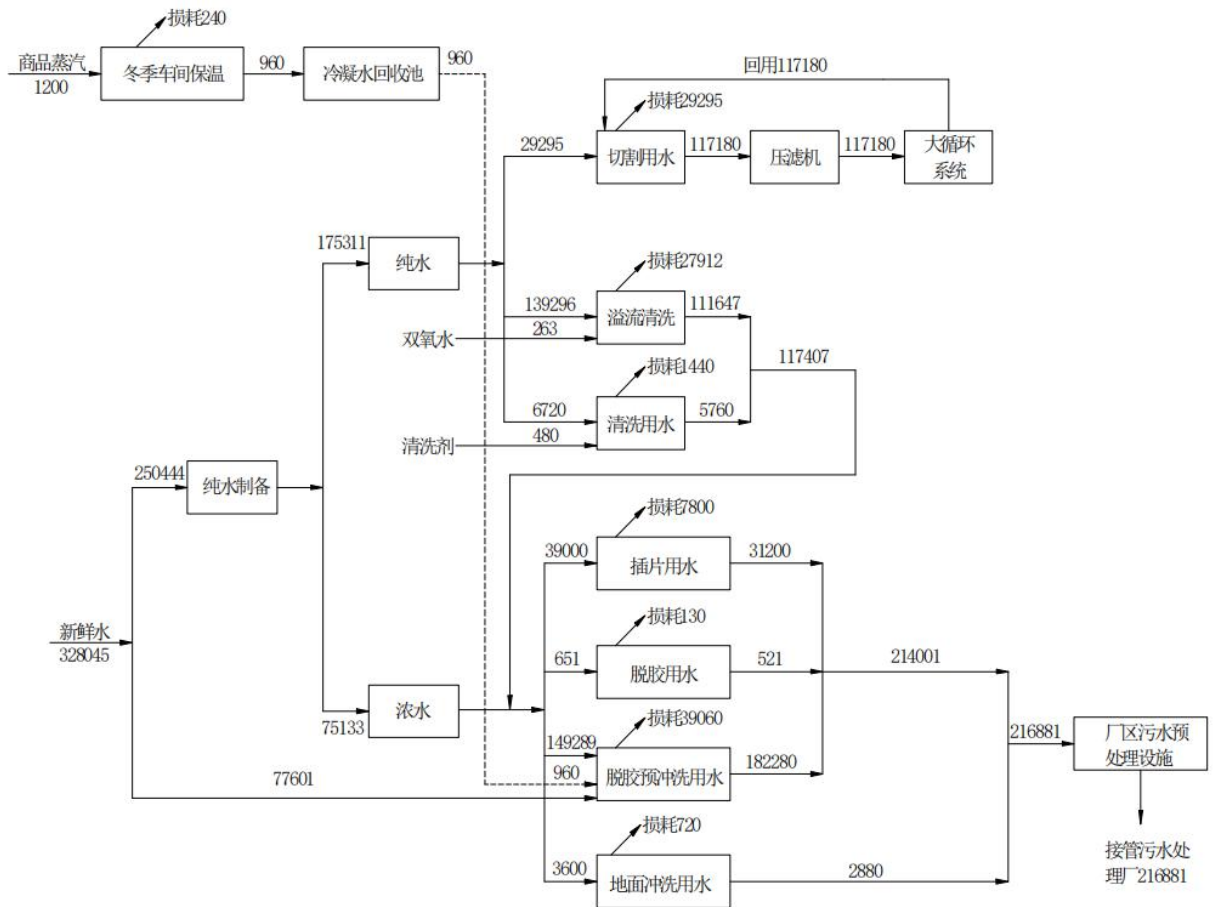 损耗240
商品蒸汽
1200
冬季车间保温
960
冷凝水回收池
960
回用117180
损耗29295
29295
切割用水
117180
压滤机
117180
大循环
系统
175311
纯水
损耗27912
139296
溢流清洗
111647
双氧水
263
117407
损耗1440
6720
清洗用水
5760
清洗剂
480
250444
纯水制备
损耗7800
39000
插片用水
31200
新鲜水
328045
损耗130
651
脱胶用水
521
214001
75133
浓水
损耗39060
149289
脱胶预冲洗用水
182280
960
77601
216881
厂区污水预
处理设施
损耗720
3600
地面冲洗用水
2880
接管污水处
理厂216881